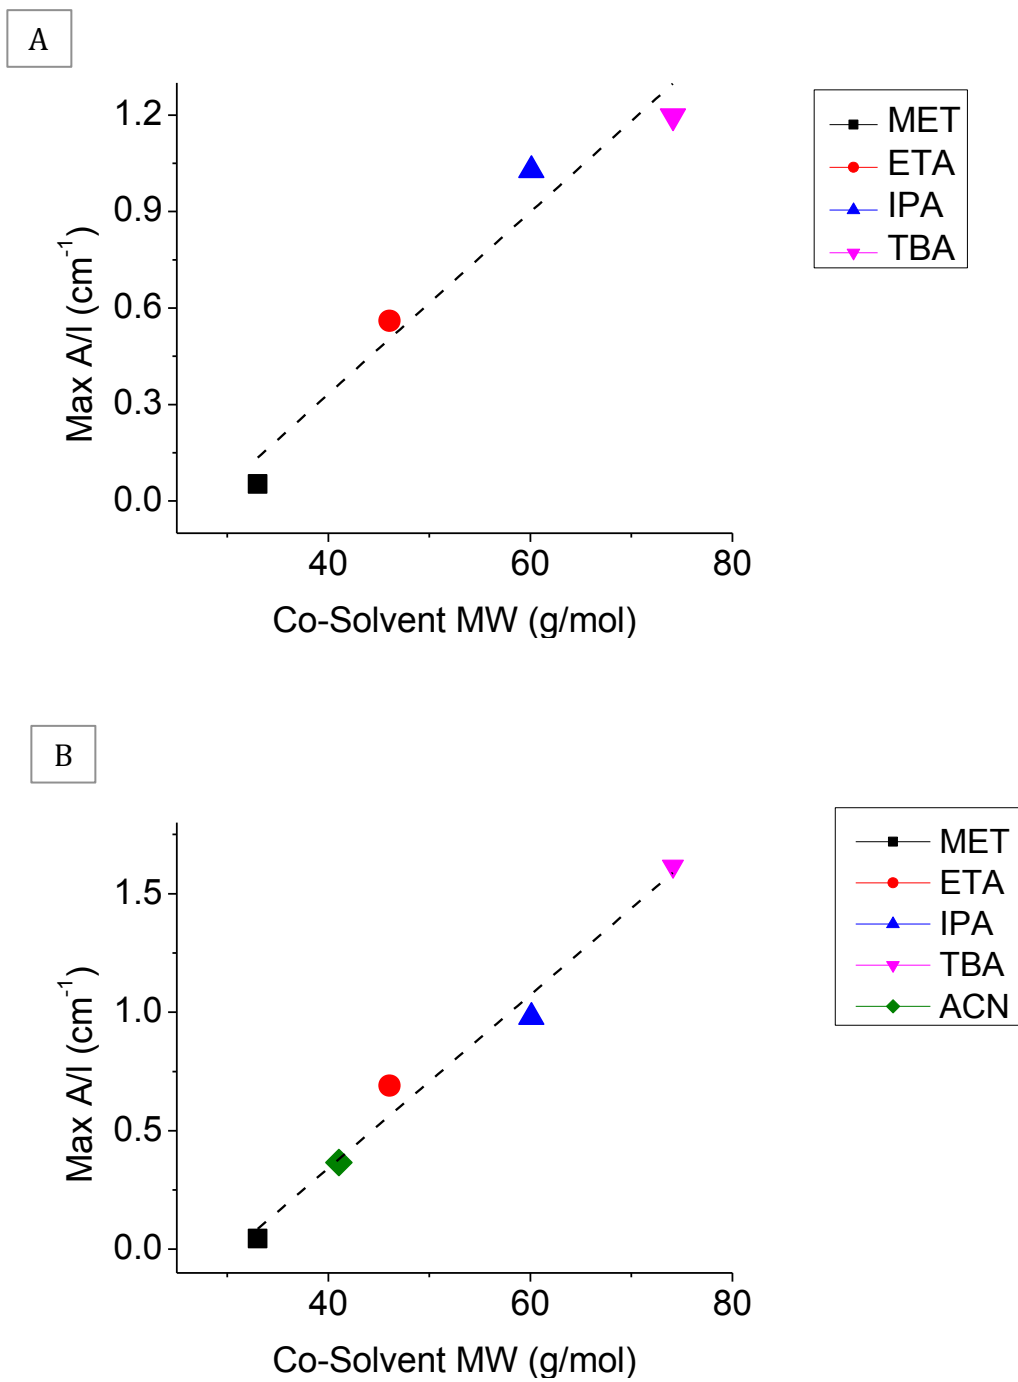 A
1.2
0.9
0.6
0.3
0.0
Max A/l (cm⁻¹)
40 60 80
Co-Solvent MW (g/mol)
MET
ETA
IPA
TBA
B
1.5
1.0
0.5
0.0
Max A/l (cm⁻¹)
40 60 80
Co-Solvent MW (g/mol)
MET
ETA
IPA
TBA
ACN